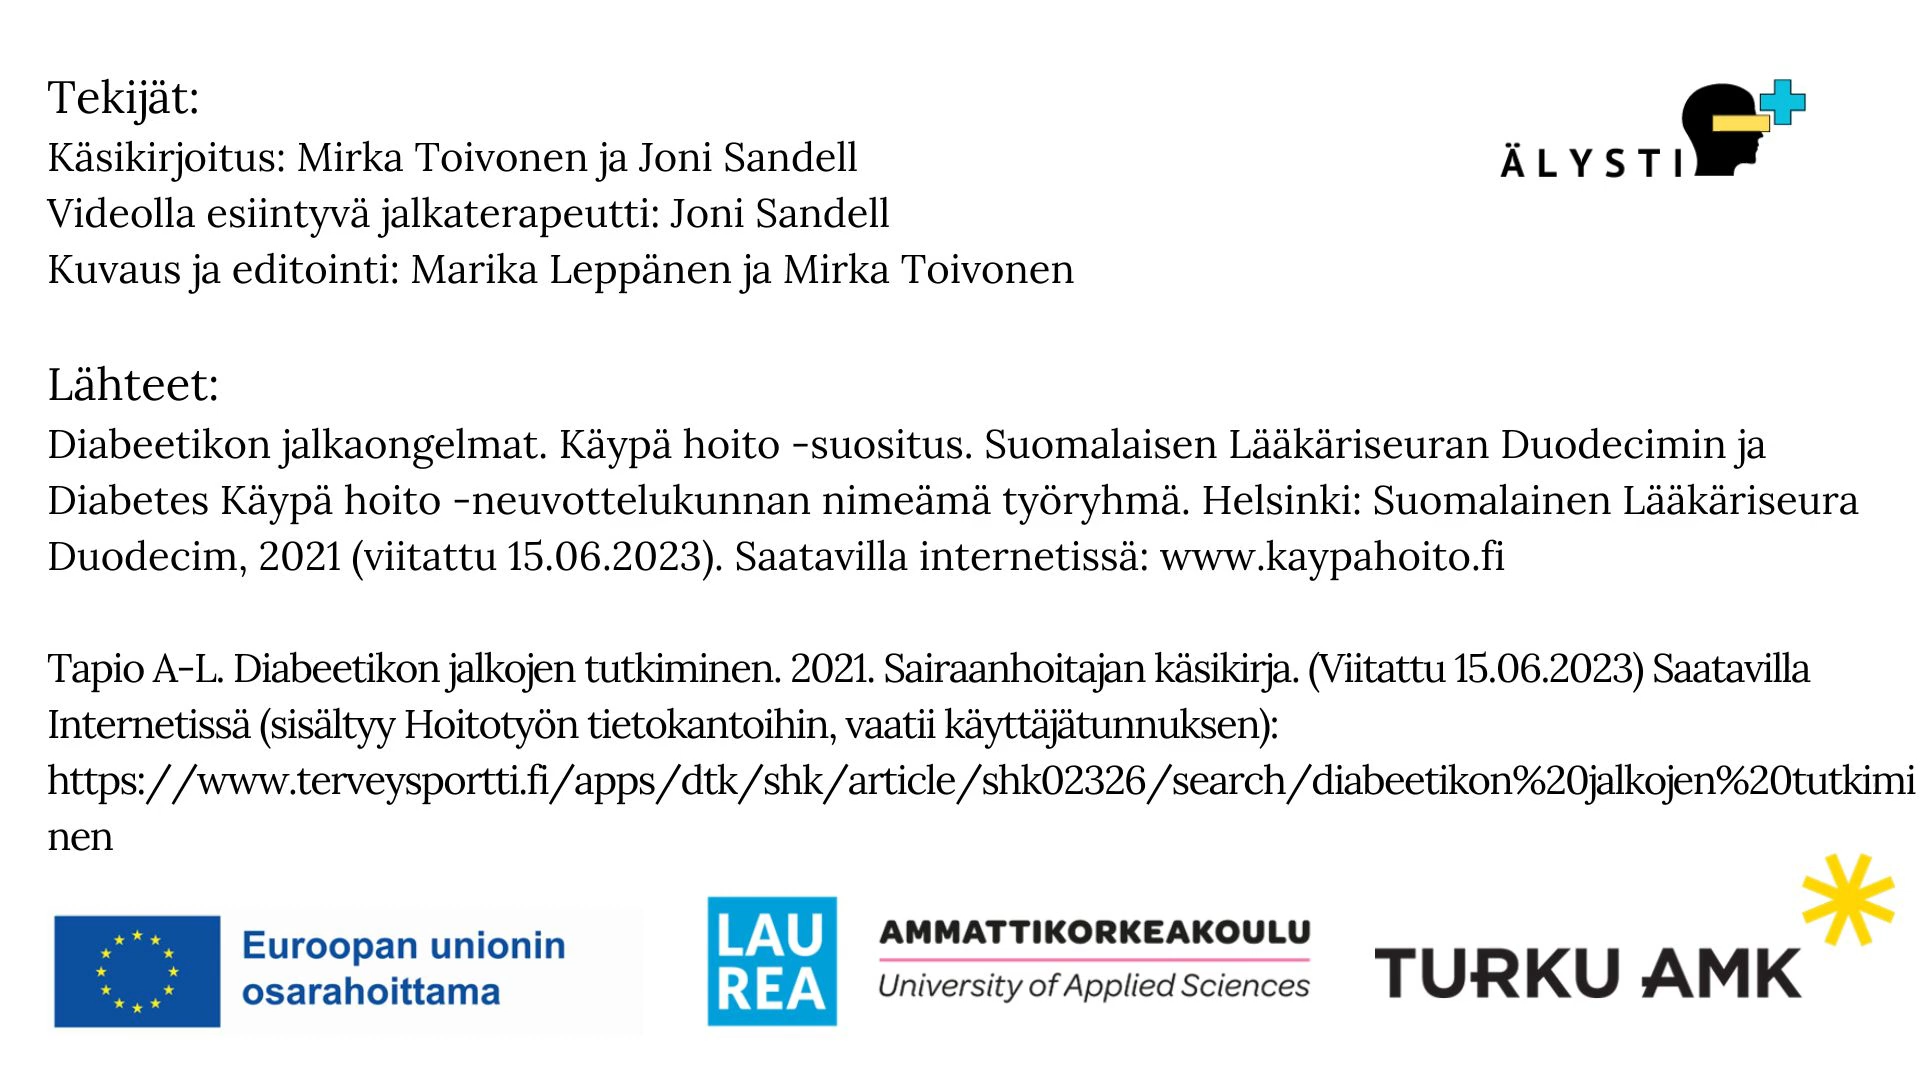 Tekijät:
Käsikirjoitus: Mirka Toivonen ja Joni Sandell
Videolla esiintyvä jalkaterapeutti: Joni Sandell
Kuvaus ja editointi: Marika Leppänen ja Mirka Toivonen
ÄLYSTI
Lähteet:
Diabeetikon jalkaongelmat. Käypä hoito -suositus. Suomalaisen Lääkäriseuran Duodecimin ja
Diabetes Käypä hoito -neuvottelukunnan nimeämä työryhmä. Helsinki: Suomalainen Lääkäriseura
Duodecim, 2021 (viitattu 15.06.2023). Saatavilla internetissä: www.kaypahoito.fi
Tapio A-L. Diabeetikon jalkojen tutkiminen. 2021. Sairaanhoitajan käsikirja. (Viitattu 15.06.2023) Saatavilla
Internetissä (sisältyy Hoitotyön tietokantoihin, vaatii käyttäjätunnuksen):
https://www.terveysportti.fi/apps/dtk/shk/article/shk02326/search/diabeetikon%20jalkojen%20tutkimi
nen
Euroopan unionin
osarahoittama
LAU
REA
AMMATTIKORKEAKOULU
University of Applied Sciences
TURKU AMK